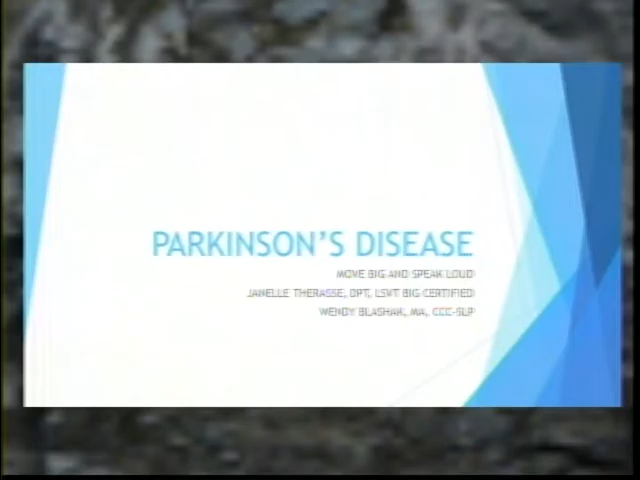 PARKINSON'S DISEASE
MOVE BIG AND SPEAK LOUD
JANELLE THERASSE, DPT, LSVT BIG CERTIFIED
WENDY BLASHAK, MA, CCC-SLP